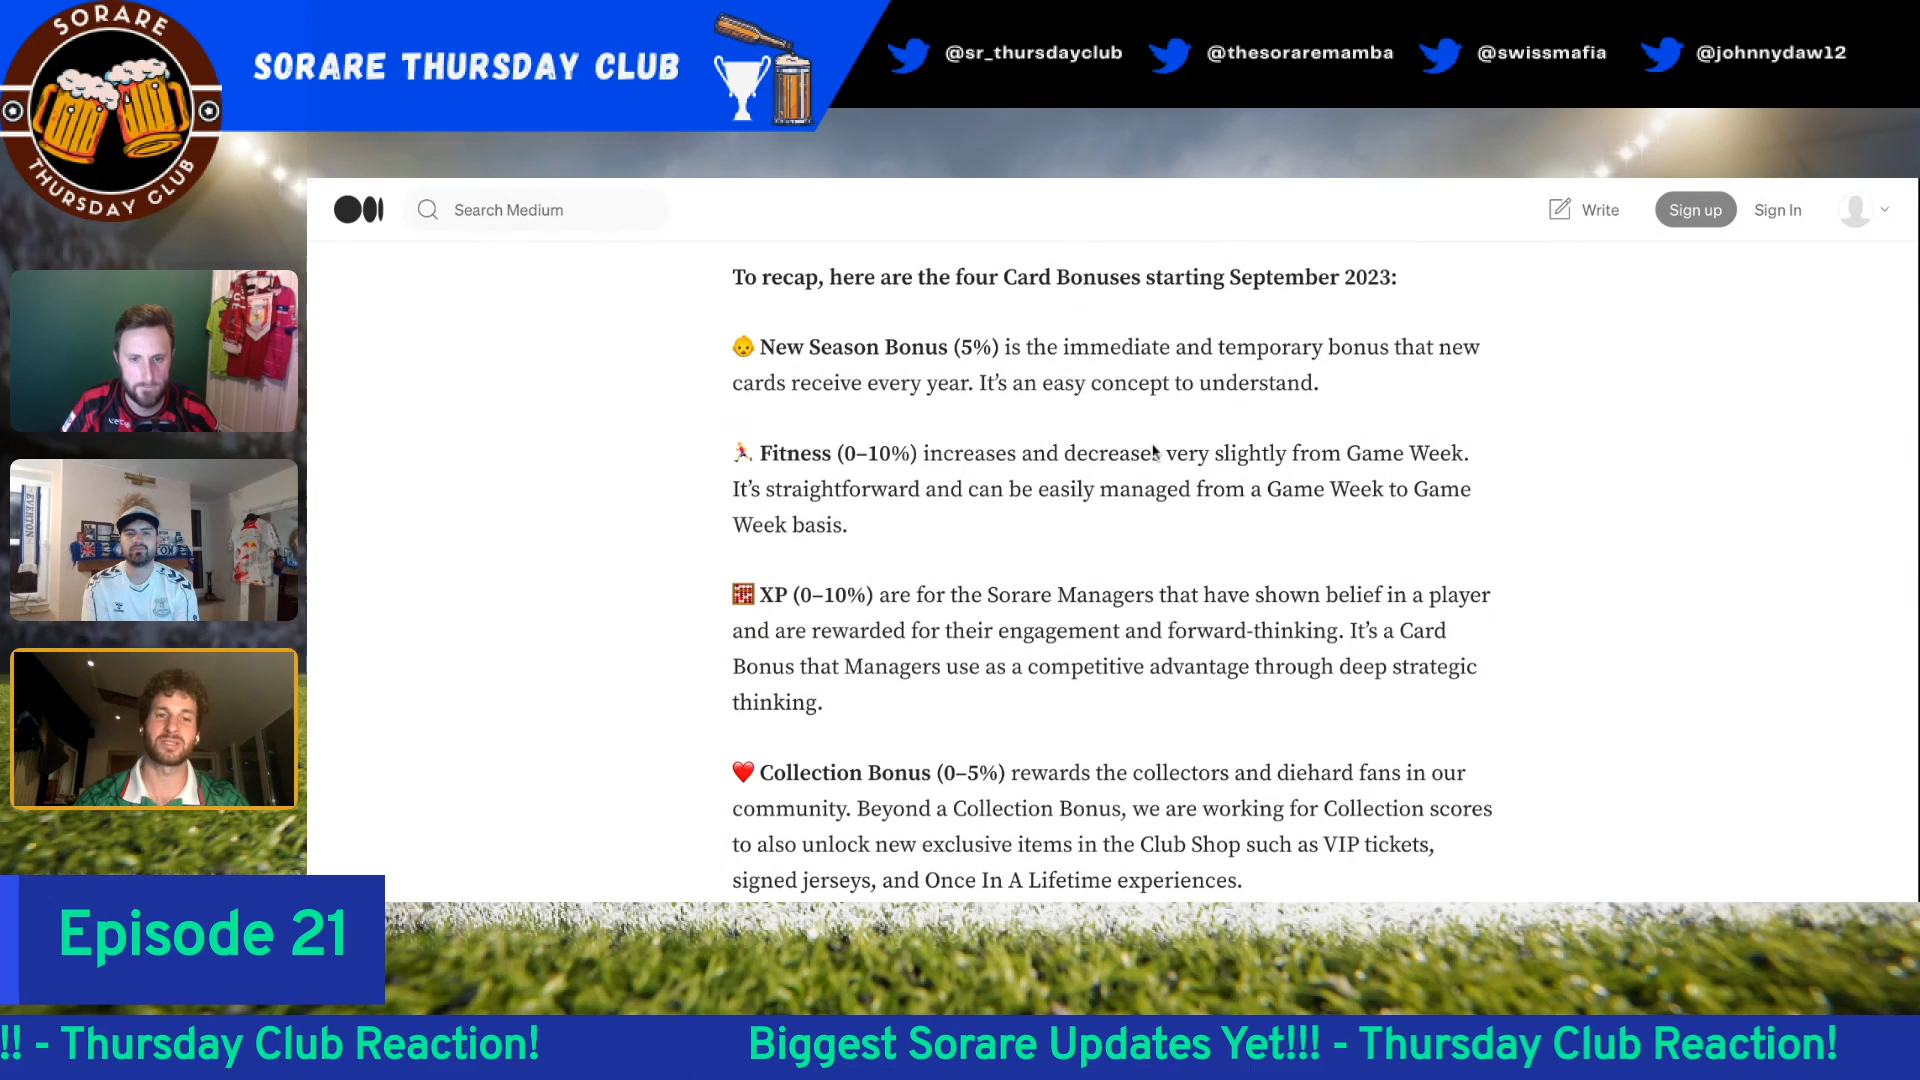 SORARE
THURSDAY CLUB
SORARE THURSDAY CLUB
@sr_thursdayclub
@thesoraremamba
@swissmafia
@johnnydaw12
Search Medium
Write
Sign up
Sign In
To recap, here are the four Card Bonuses starting September 2023:
👶 New Season Bonus (5%) is the immediate and temporary bonus that new
cards receive every year. It’s an easy concept to understand.
🏃 Fitness (0–10%) increases and decreases very slightly from Game Week.
It’s straightforward and can be easily managed from a Game Week to Game
Week basis.
🧮 XP (0–10%) are for the Sorare Managers that have shown belief in a player
and are rewarded for their engagement and forward-thinking. It’s a Card
Bonus that Managers use as a competitive advantage through deep strategic
thinking.
❤️ Collection Bonus (0–5%) rewards the collectors and diehard fans in our
community. Beyond a Collection Bonus, we are working for Collection scores
to also unlock new exclusive items in the Club Shop such as VIP tickets,
signed jerseys, and Once In A Lifetime experiences.
EVERTON
Episode 21
!! - Thursday Club Reaction!
Biggest Sorare Updates Yet!!! - Thursday Club Reaction!